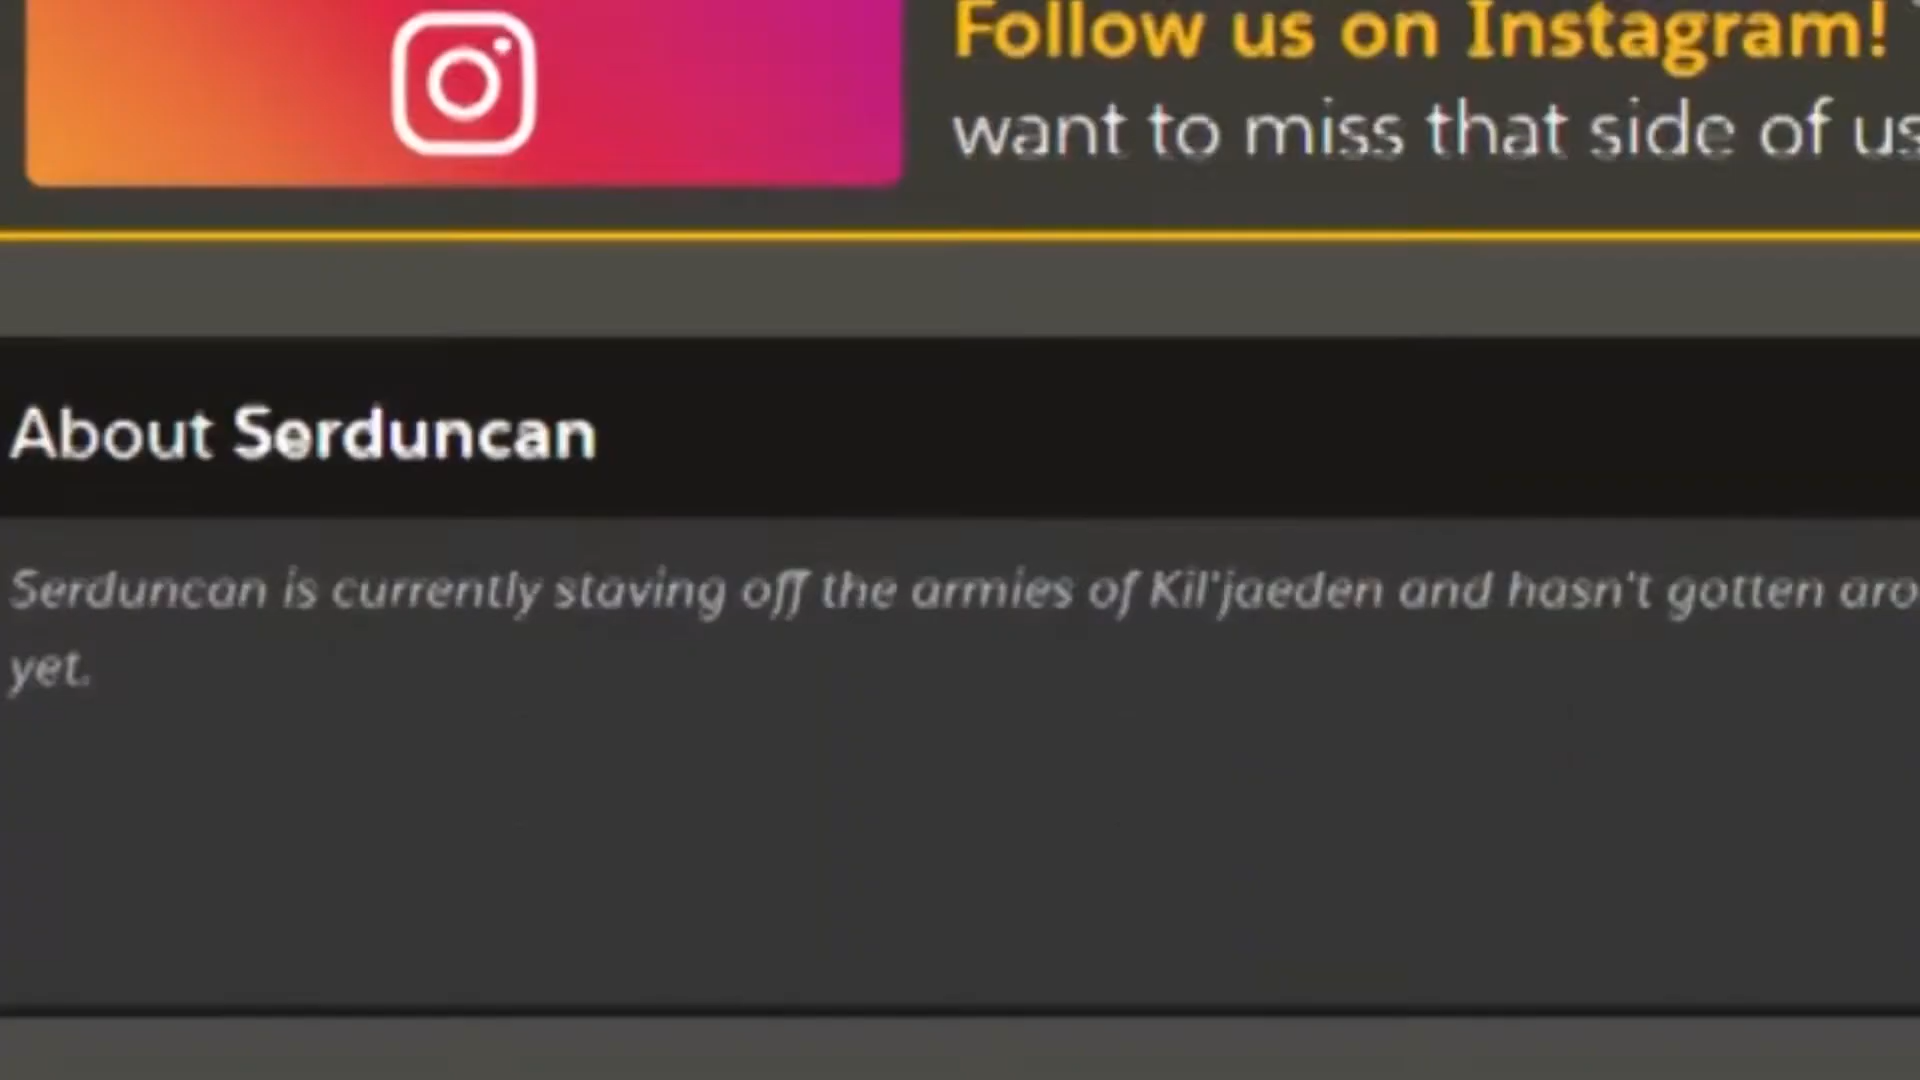 Follow us on Instagram!
want to miss that side of us
About Serduncan
Serduncan is currently staving off the armies of Kil'jaeden and hasn't gotten aro
yet.